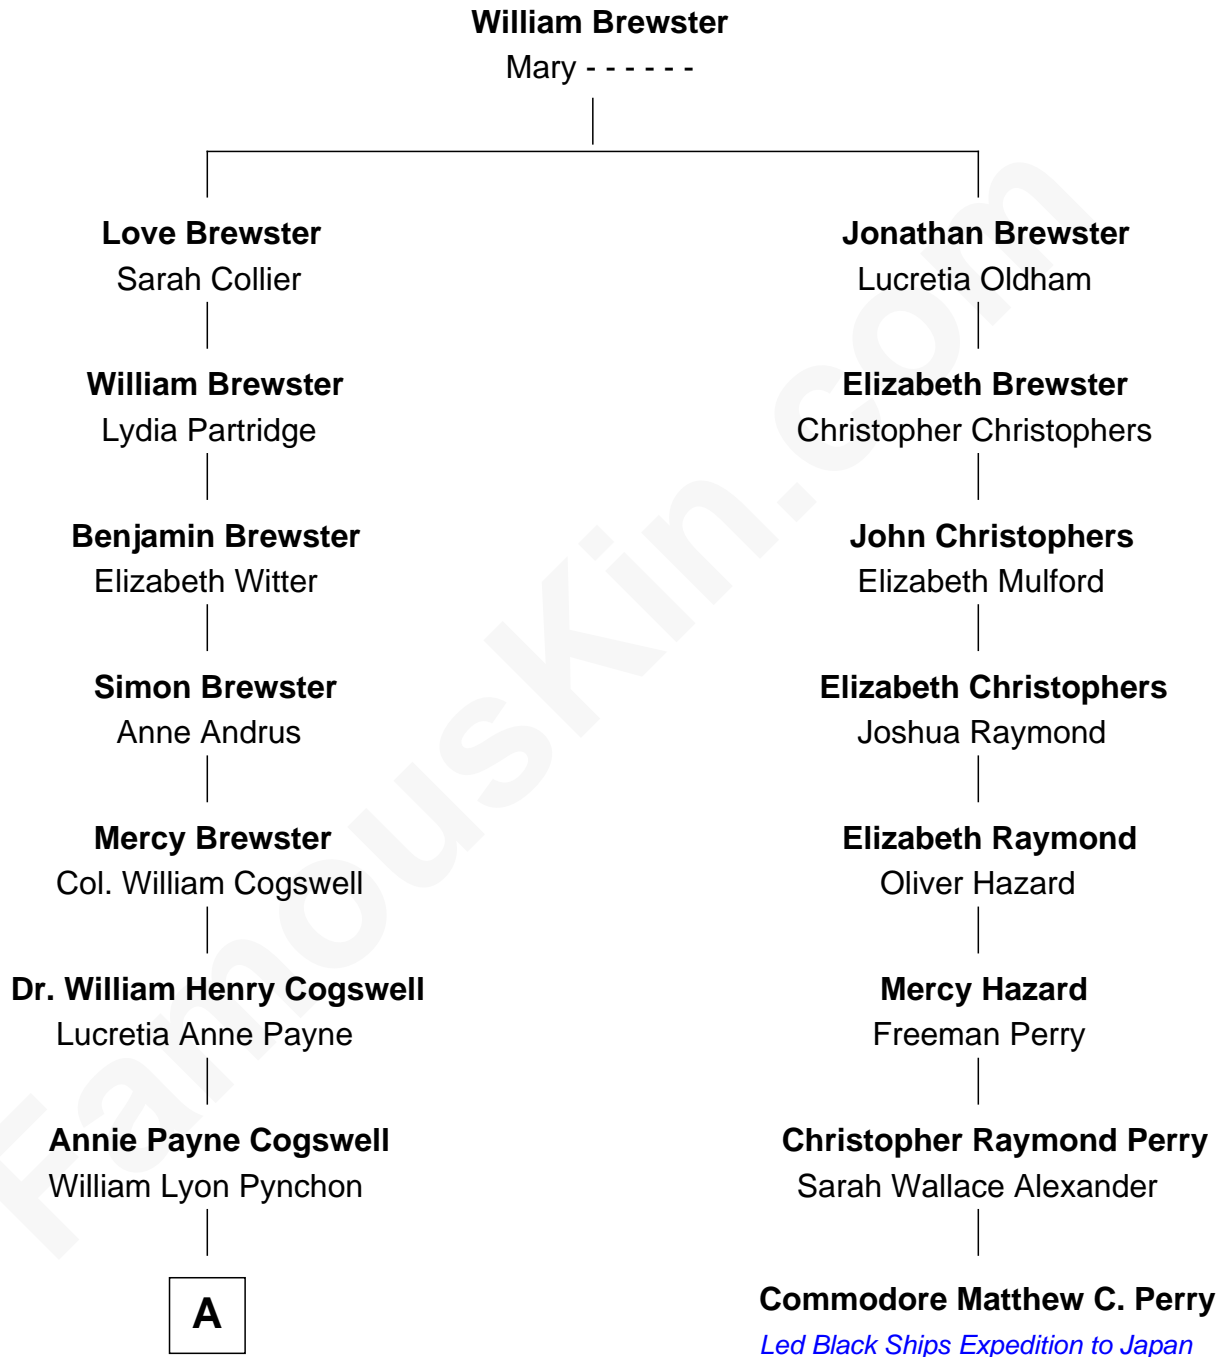 William Brewster
Mary - - - - - -
Love Brewster
Sarah Collier
William Brewster
Lydia Partridge
Benjamin Brewster
Elizabeth Witter
Simon Brewster
Anne Andrus
Mercy Brewster
Col. William Cogswell
Dr. William Henry Cogswell
Lucretia Anne Payne
Annie Payne Cogswell
William Lyon Pynchon
A
Jonathan Brewster
Lucretia Oldham
Elizabeth Brewster
Christopher Christophers
John Christophers
Elizabeth Mulford
Elizabeth Christophers
Joshua Raymond
Elizabeth Raymond
Oliver Hazard
Mercy Hazard
Freeman Perry
Christopher Raymond Perry
Sarah Wallace Alexander
Commodore Matthew C. Perry
Led Black Ships Expedition to Japan
FamousKin.com